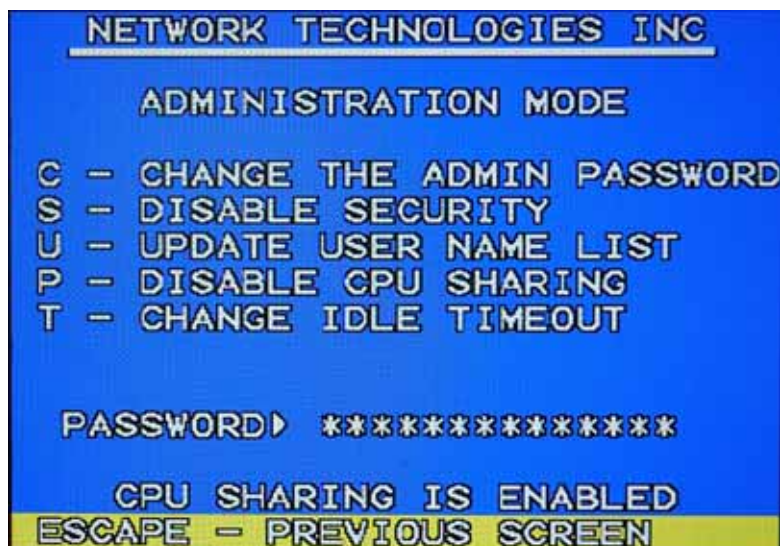 NETWORK TECHNOLOGIES INC
ADMINISTRATION MODE
C - CHANGE THE ADMIN PASSWORD
S - DISABLE SECURITY
U - UPDATE USER NAME LIST
P - DISABLE CPU SHARING
T - CHANGE IDLE TIMEOUT
PASSWORD▶ **************
CPU SHARING IS ENABLED
ESCAPE - PREVIOUS SCREEN